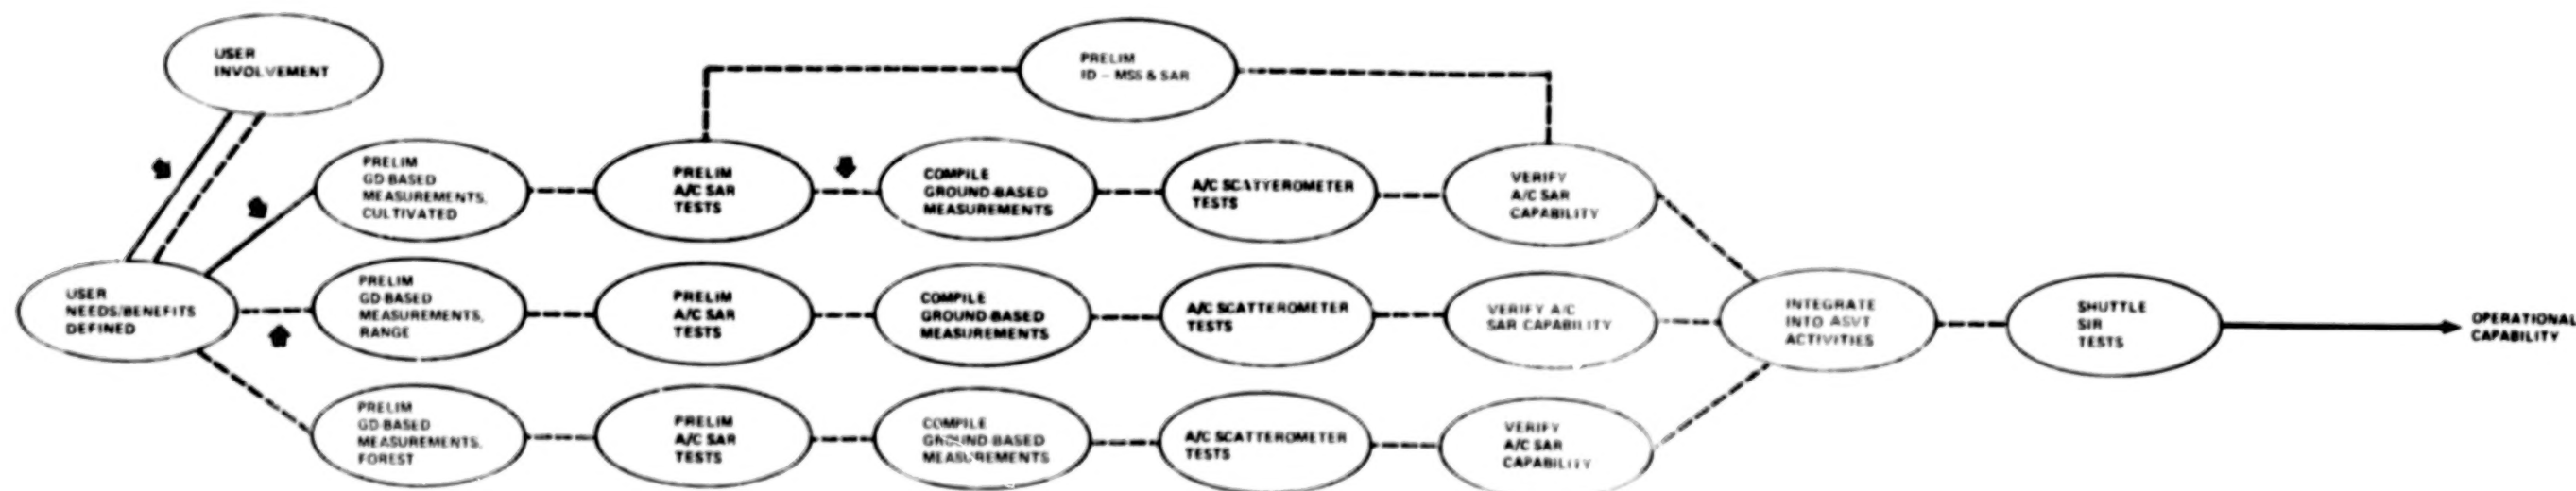 USER
INVOLVEMENT
PRELIM
ID - MSS & SAR
PRELIM
GD-BASED
MEASUREMENTS,
CULTIVATED
PRELIM
A/C SAR
TESTS
COMPILE
GROUND-BASED
MEASUREMENTS
A/C SCATTEROMETER
TESTS
VERIFY
A/C SAR
CAPABILITY
USER
NEEDS/BENEFITS
DEFINED
PRELIM
GD-BASED
MEASUREMENTS,
RANGE
PRELIM
A/C SAR
TESTS
COMPILE
GROUND-BASED
MEASUREMENTS
A/C SCATTEROMETER
TESTS
VERIFY A/C
SAR CAPABILITY
INTEGRATE
INTO ASVT
ACTIVITIES
SHUTTLE
SIR
TESTS
OPERATIONAL
CAPABILITY
PRELIM
GD-BASED
MEASUREMENTS,
FOREST
PRELIM
A/C SAR
TESTS
COMPILE
GROUND-BASED
MEASUREMENTS
A/C SCATTEROMETER
TESTS
VERIFY
A/C SAR
CAPABILITY